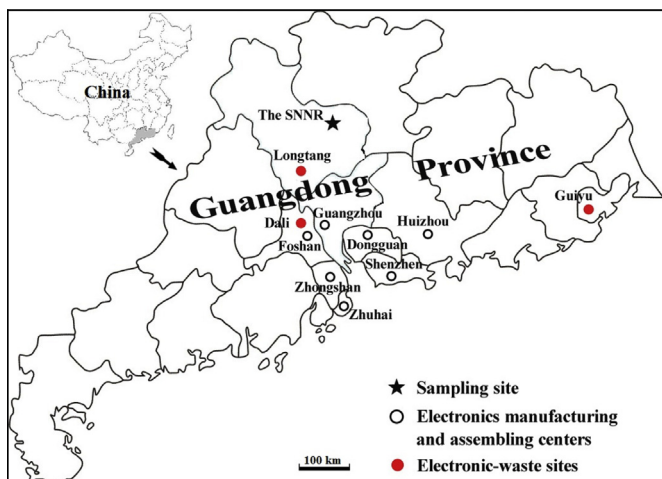 China
The SNNR
Longtang
Guangdong Province
Guiyu
Dali
Guangzhou
Huizhou
Foshan
Dongguan
Shenzhen
Zhongshan
Zhuhai
Sampling site
Electronics manufacturing
and assembling centers
100 km
Electronic-waste sites